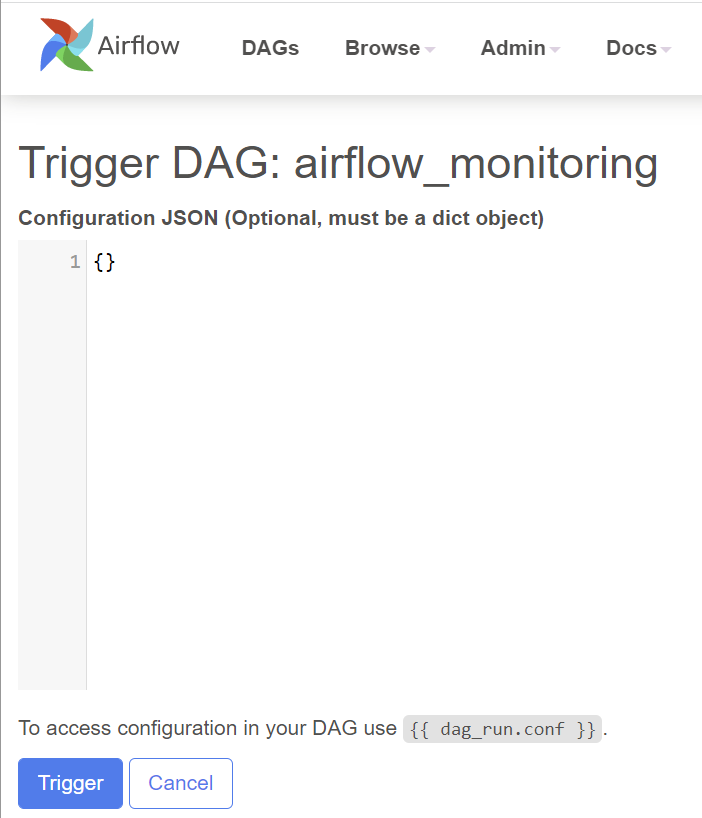 Airflow DAGs Browse Admin Docs
Trigger DAG: airflow_monitoring
Configuration JSON (Optional, must be a dict object)
1 {}
To access configuration in your DAG use {{ dag_run.conf }}.
Trigger Cancel